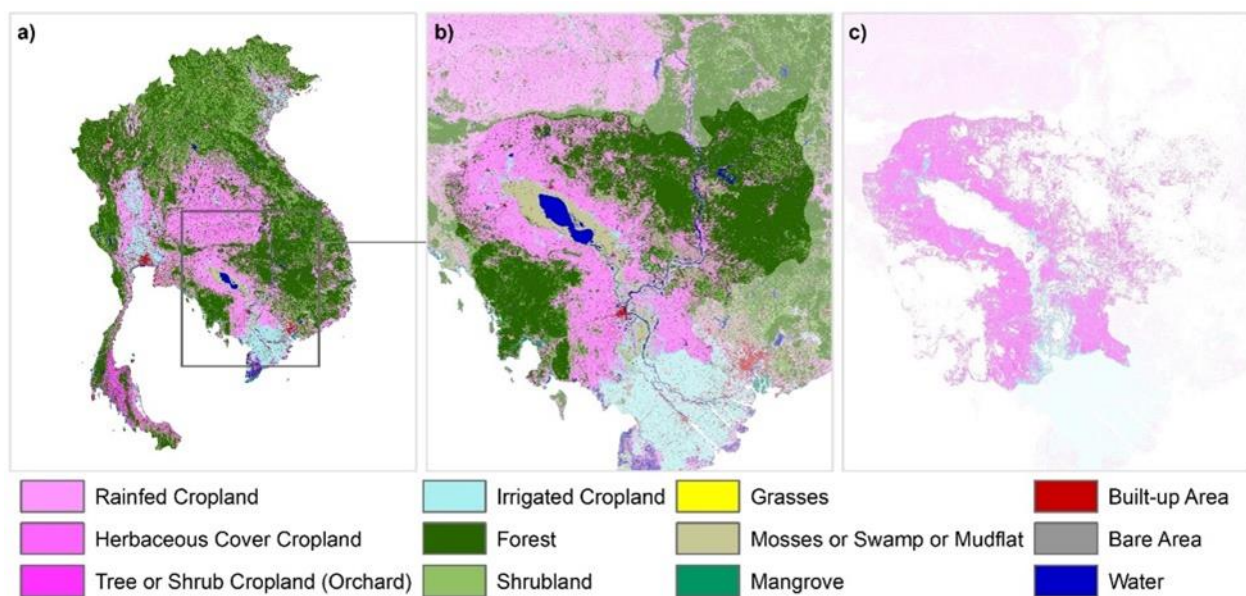 a)
b)
c)
Rainfed Cropland
Irrigated Cropland
Grasses
Built-up Area
Herbaceous Cover Cropland
Forest
Mosses or Swamp or Mudflat
Bare Area
Tree or Shrub Cropland (Orchard)
Shrubland
Mangrove
Water